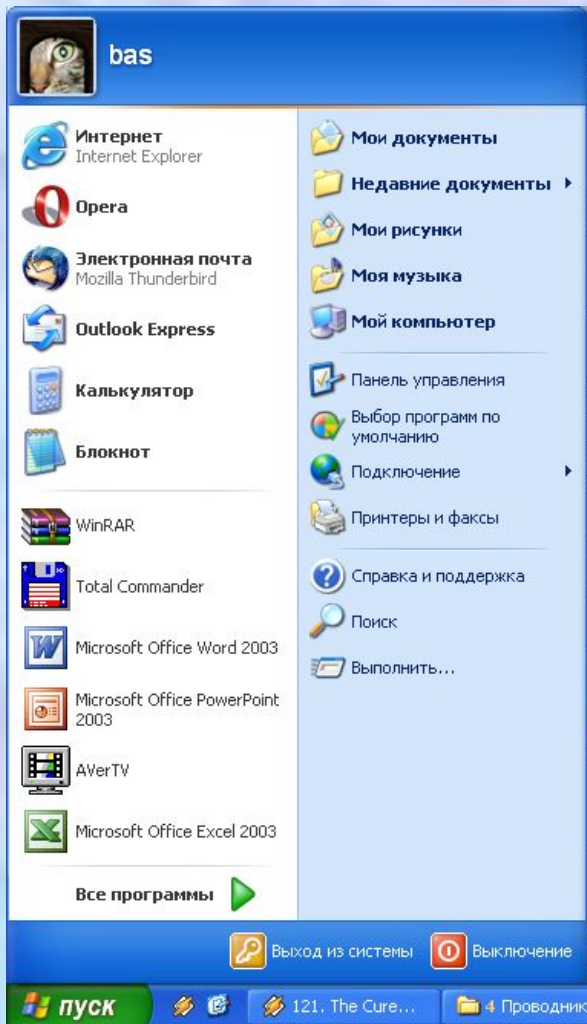 bas
Интернет
Internet Explorer
Opera
Электронная почта
Mozilla Thunderbird
Outlook Express
Калькулятор
Блокнот
WinRAR
Total Commander
Microsoft Office Word 2003
Microsoft Office PowerPoint
2003
AVerTV
Microsoft Office Excel 2003
Все программы
Мои документы
Недавние документы
Мои рисунки
Моя музыка
Мой компьютер
Панель управления
Выбор программ по
умолчанию
Подключение
Принтеры и факсы
Справка и поддержка
Поиск
Выполнить...
Выход из системы
Выключение
пуск
121. The Cure...
4 Проводник